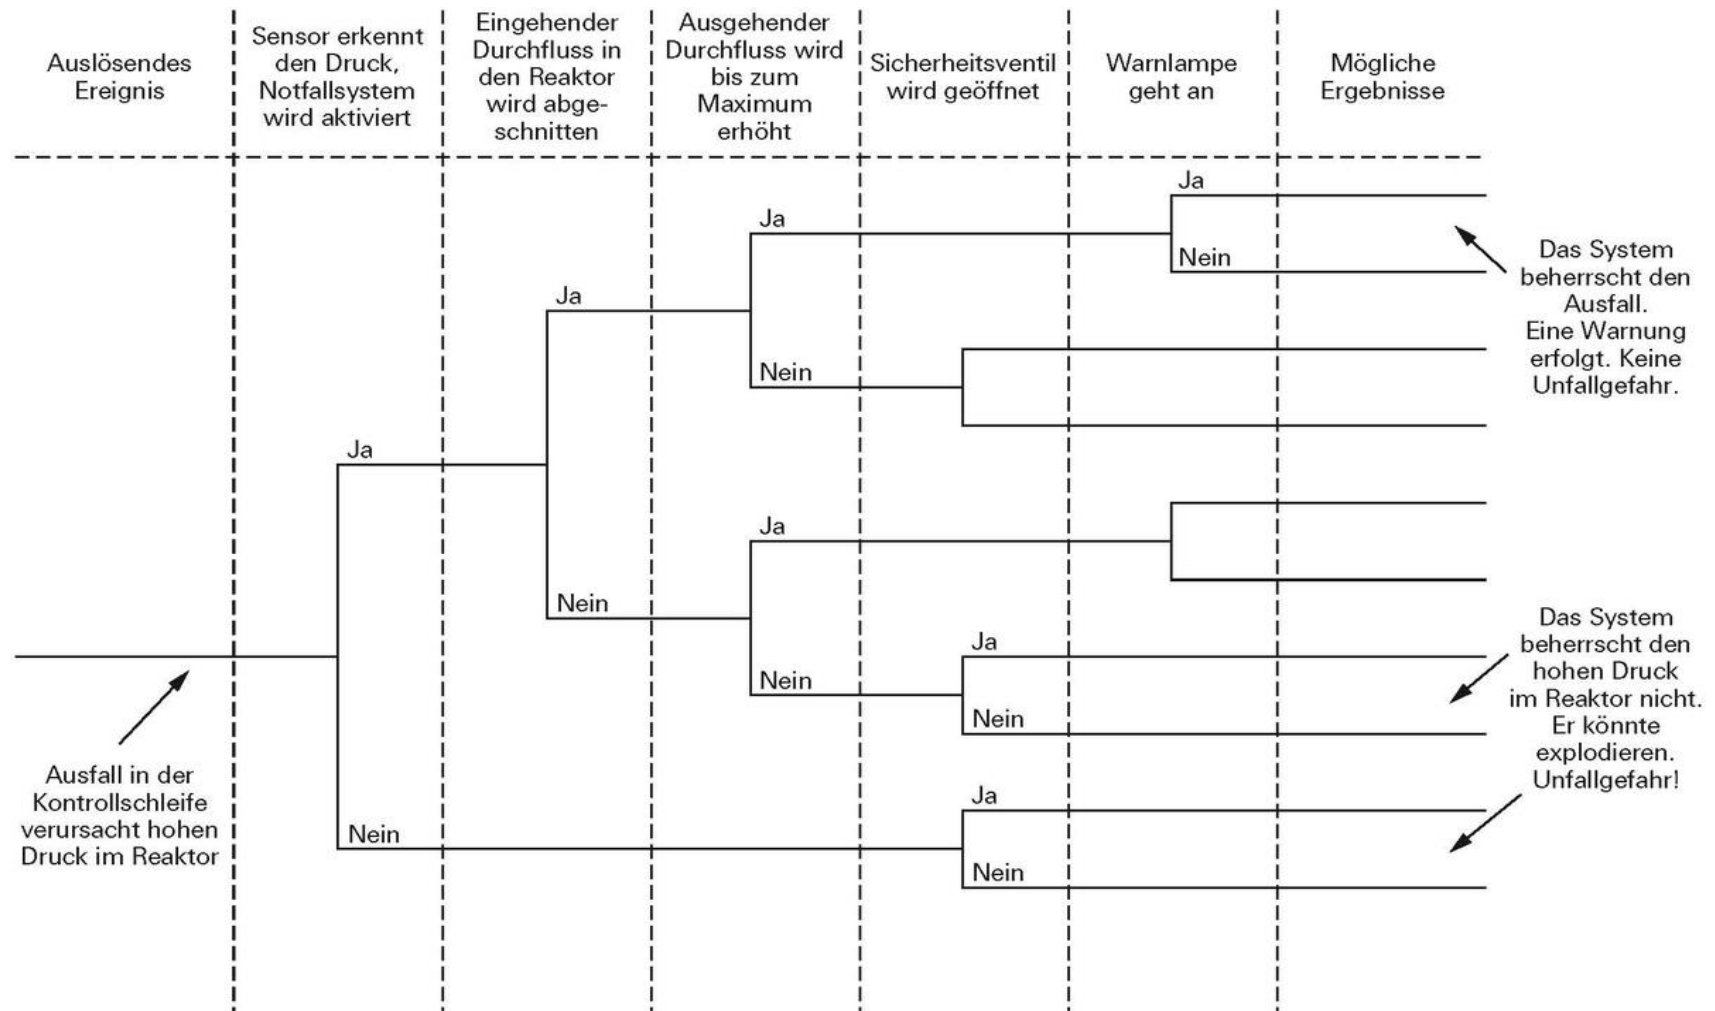 Auslösendes
Ereignis
Sensor erkennt
den Druck,
Notfallsystem
wird aktiviert
Eingehender
Durchfluss in
den Reaktor
wird abge-
schnitten
Ausgehender
Durchfluss wird
bis zum
Maximum
erhöht
Sicherheitsventil
wird geöffnet
Warnlampe
geht an
Mögliche
Ergebnisse
Ja
Nein
Ja
Nein
Ja
Nein
Ja
Nein
Ja
Nein
Ja
Nein
Ja
Nein
Das System
beherrscht den
Ausfall.
Eine Warnung
erfolgt. Keine
Unfallgefahr.
Das System
beherrscht den
hohen Druck
im Reaktor nicht.
Er könnte
explodieren.
Unfallgefahr!
Ausfall in der
Kontrollschleife
verursacht hohen
Druck im Reaktor